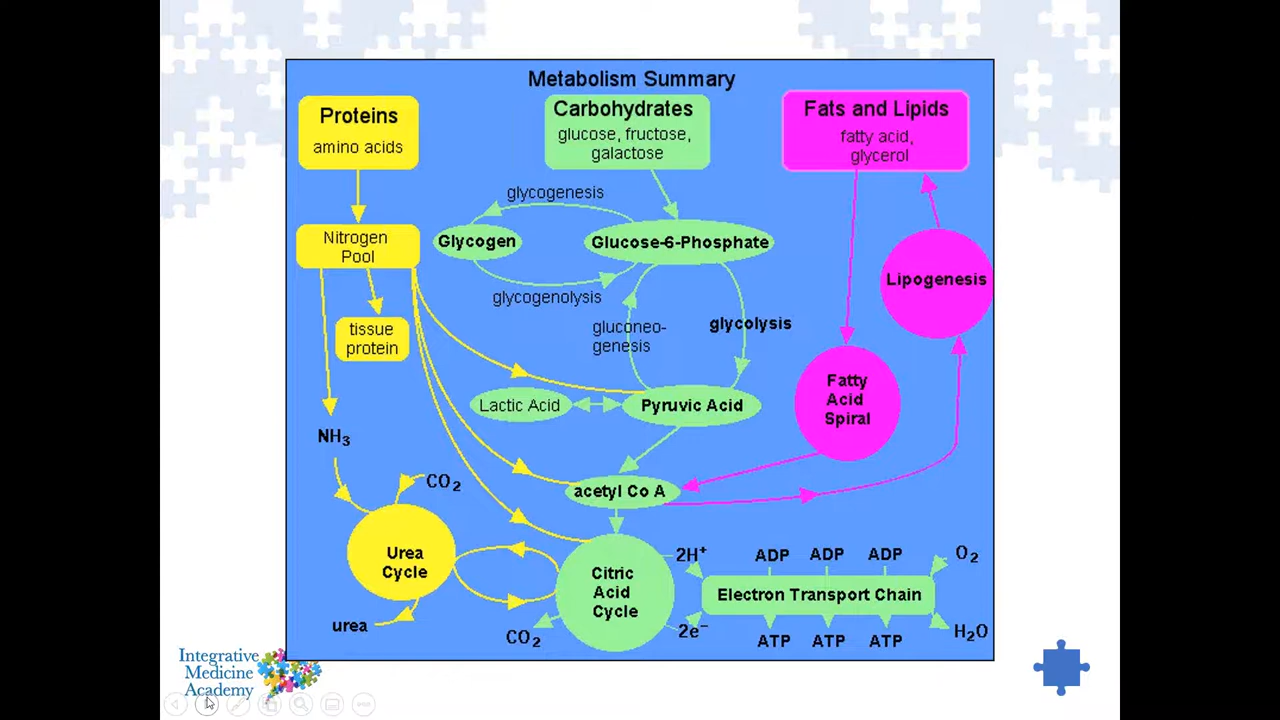 Metabolism Summary
Proteins
amino acids
Carbohydrates
glucose, fructose,
galactose
Fats and Lipids
fatty acid,
glycerol
glycogenesis
Nitrogen
Pool
Glycogen
Glucose-6-Phosphate
Lipogenesis
glycogenolysis
tissue
protein
gluconeo-
genesis
glycolysis
Fatty
Acid
Spiral
Lactic Acid
Pyruvic Acid
NH₃
CO₂
acetyl Co A
Urea
Cycle
Citric
Acid
Cycle
2H⁺
ADP ADP ADP
O₂
Electron Transport Chain
urea
CO₂
2e⁻
ATP ATP ATP
H₂O
Integrative
Medicine
Academy